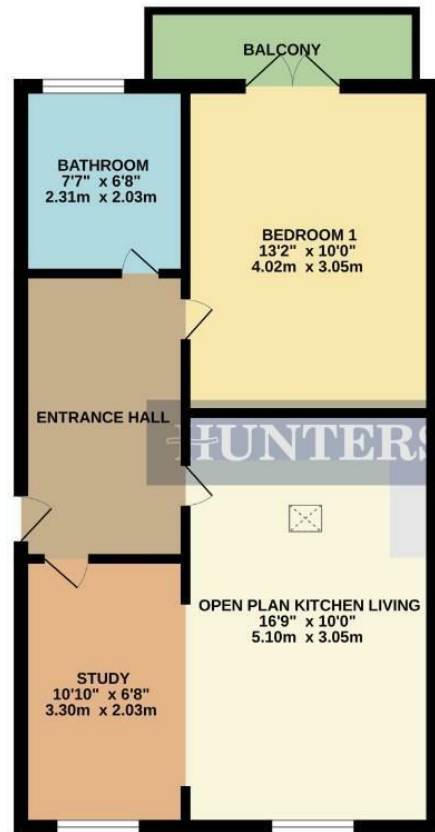 BALCONY
BATHROOM
7'7" x 6'8"
2.31m x 2.03m
BEDROOM 1
13'2" x 10'0"
4.02m x 3.05m
ENTRANCE HALL
HUNTERS
OPEN PLAN KITCHEN LIVING
16'9" x 10'0"
5.10m x 3.05m
STUDY
10'10" x 6'8"
3.30m x 2.03m